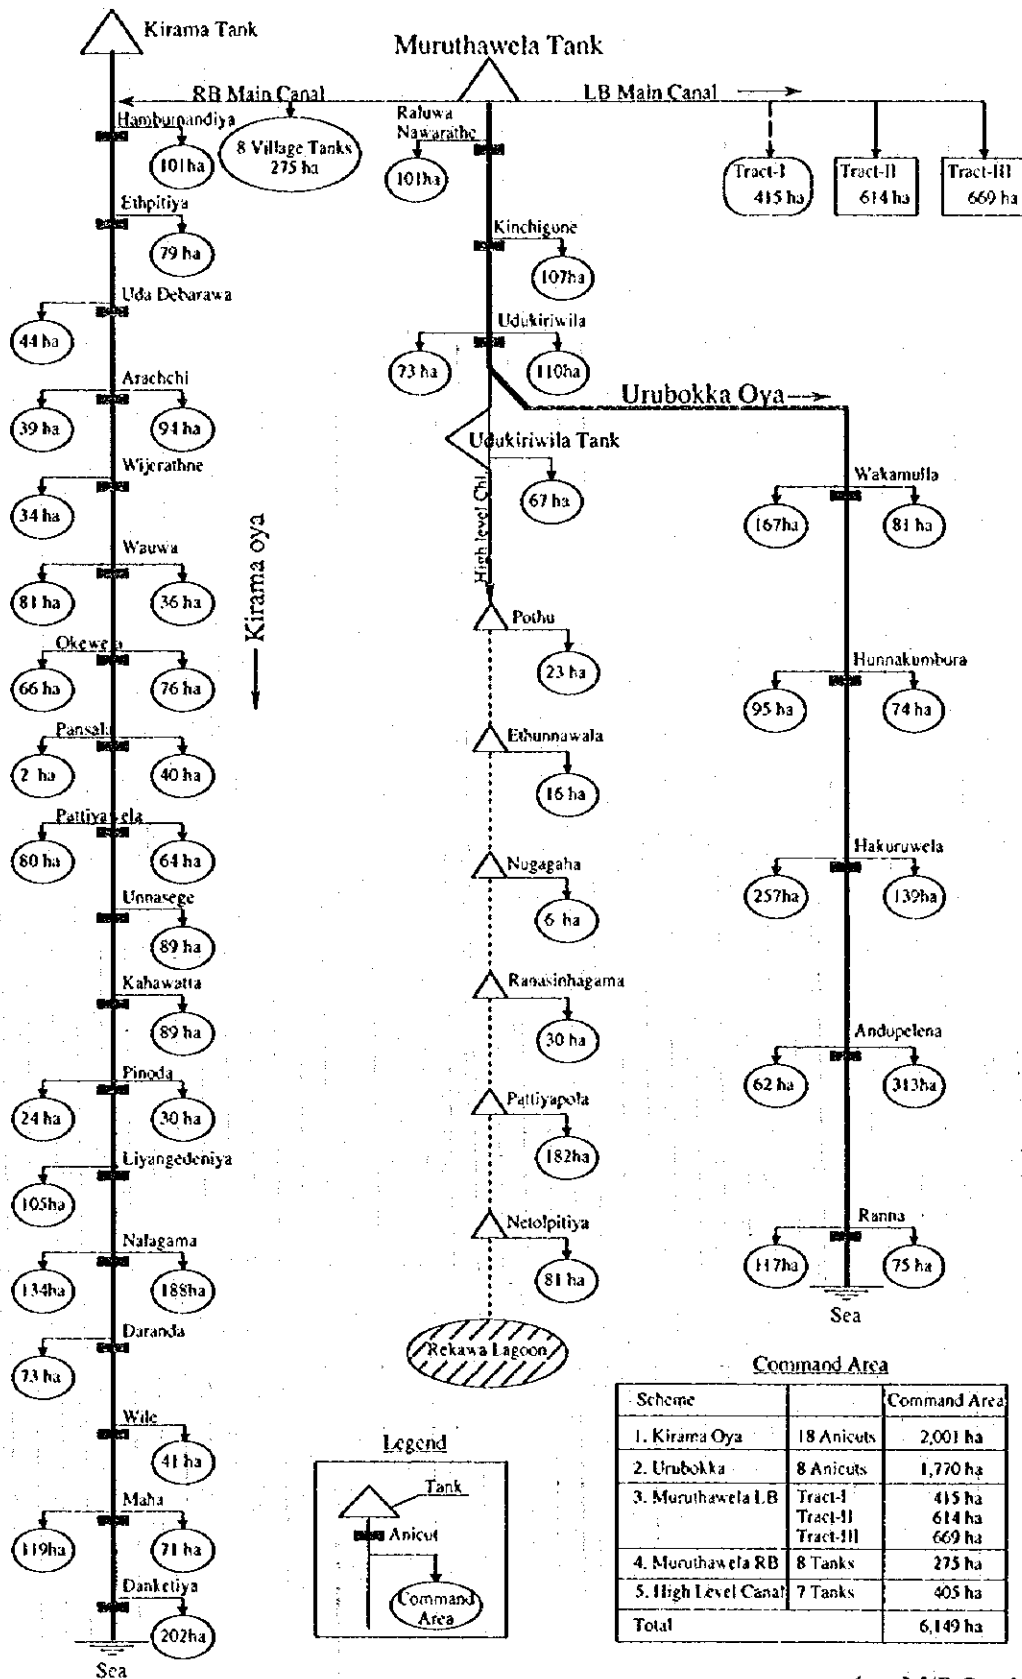 Kirama Tank
Muruthawela Tank
RB Main Canal
LB Main Canal
8 Village Tanks
275 ha
Tract-I
415 ha
Tract-II
614 ha
Tract-III
669 ha
Hamburnandiya
101ha
Ethpitiya
79 ha
Uda Debarawa
44 ha
Arachchi
39 ha
94 ha
Wijerathne
34 ha
Wauwa
81 ha
36 ha
Okewela
66 ha
76 ha
Pansala
2 ha
40 ha
Pattiyawela
80 ha
64 ha
Unnasege
89 ha
Kahawatta
89 ha
Pinoda
24 ha
30 ha
Liyangedeniya
105ha
Nalagama
134ha
188ha
Daranda
73 ha
Wile
41 ha
Maha
119ha
71 ha
Danketiya
202ha
Sea
Kirama oya
Raluwa
Nawarathe
101ha
Kinchigune
107ha
Udukiriwila
73 ha
110ha
Urubokka Oya
Udukiriwila Tank
67 ha
High level Chl.
Pothu
23 ha
Ethunnawala
16 ha
Nugagaha
6 ha
Ranasinhagama
30 ha
Pattiyapola
182ha
Netolpitiya
81 ha
Rekawa Lagoon
Wakamulla
167ha
81 ha
Hunnakumbura
95 ha
74 ha
Hakuruwela
257ha
139ha
Andupelena
62 ha
313ha
Ranna
117ha
75 ha
Sea
Legend
Tank
Anicut
Command
Area
Command Area
Scheme Command Area
1. Kirama Oya 18 Anicuts 2,001 ha
2. Urubokka 8 Anicuts 1,770 ha
3. Muruthawela LB Tract-I 415 ha
Tract-II 614 ha
Tract-III 669 ha
4. Muruthawela RB 8 Tanks 275 ha
5. High Level Canal 7 Tanks 405 ha
Total 6,149 ha